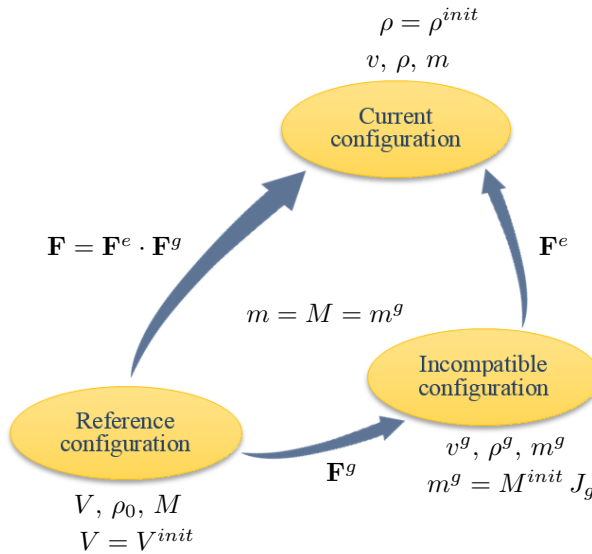 ρ = ρ^{init}
v, ρ, m
Current
configuration
F = F^e · F^g
F^e
m = M = m^g
Incompatible
configuration
Reference
configuration
F^g
v^g, ρ^g, m^g
m^g = M^{init} J_g
V, ρ_0, M
V = V^{init}